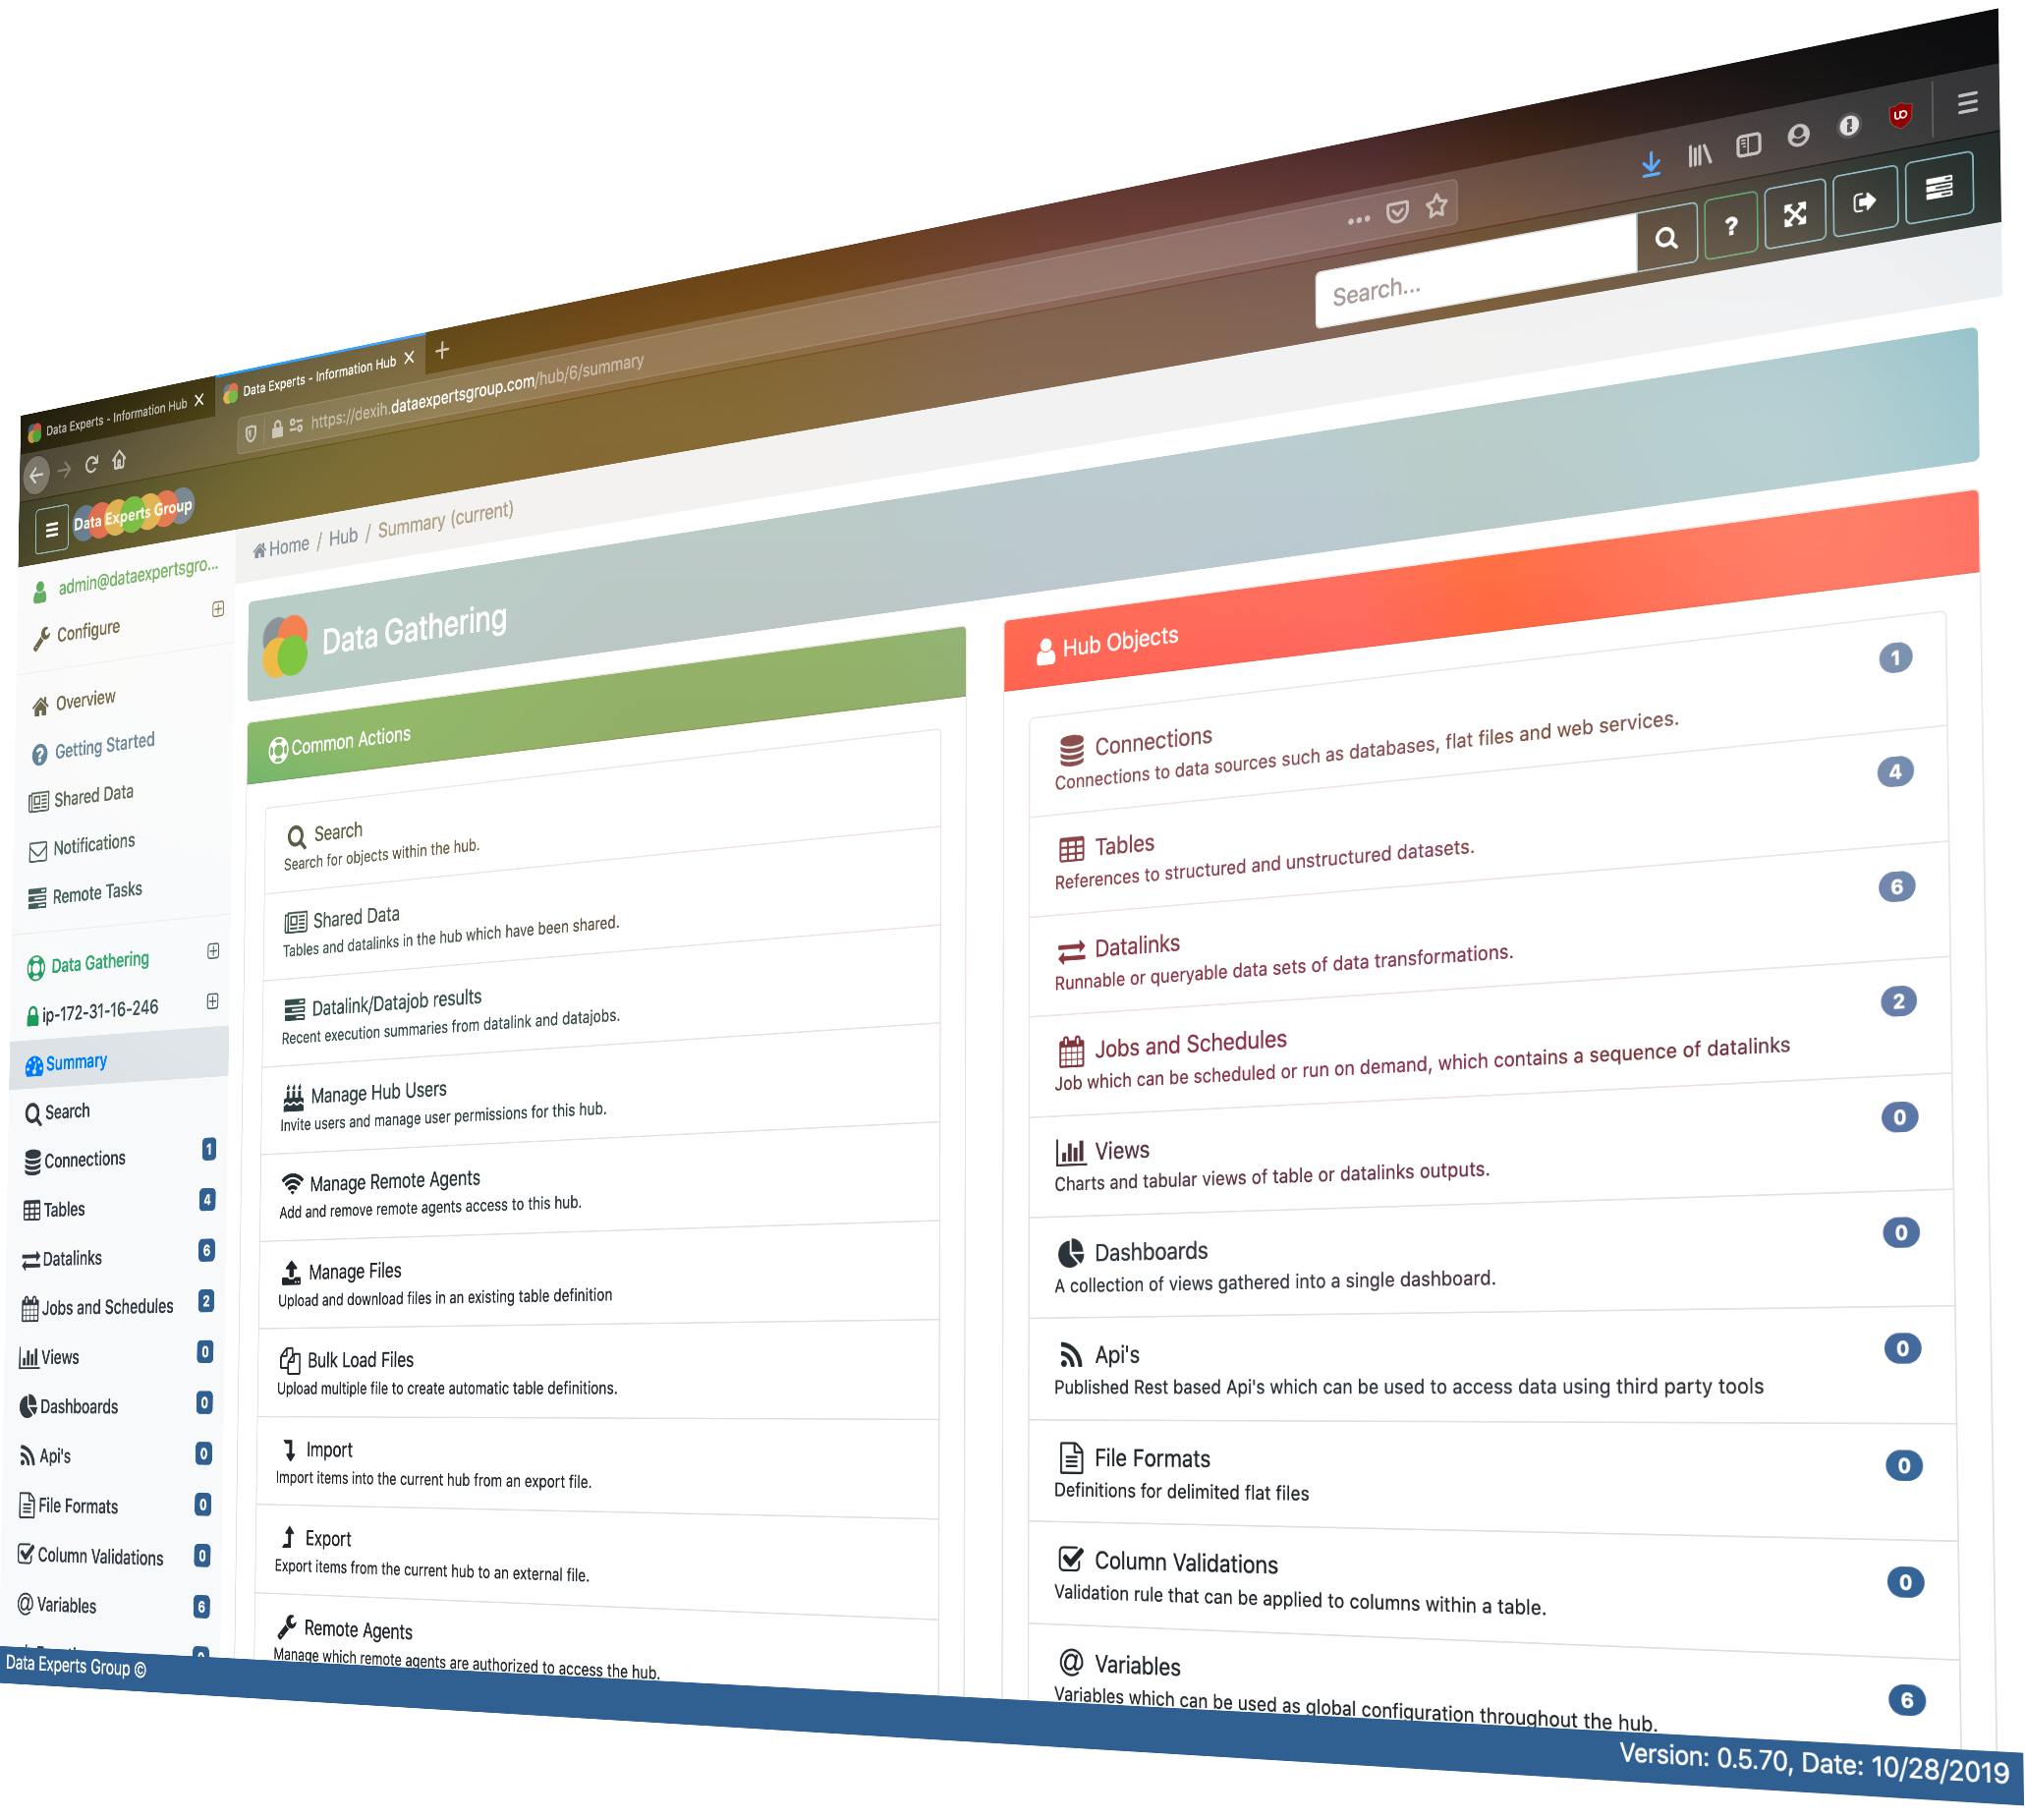 Data Experts - Information Hub
Data Experts - Information Hub
https://dexih.dataexpertsgroup.com/hub/6/summary
Data Experts Group
Search...
?
admin@dataexpertsgro...
Configure
Overview
Getting Started
Shared Data
Notifications
Remote Tasks
Data Gathering
ip-172-31-16-246
Summary
Search
Connections 1
Tables 4
Datalinks 6
Jobs and Schedules 2
Views 0
Dashboards 0
Api's 0
File Formats 0
Column Validations 0
Variables 6
Home / Hub / Summary (current)
Data Gathering
Common Actions
Search
Search for objects within the hub.
Shared Data
Tables and datalinks in the hub which have been shared.
Datalink/Datajob results
Recent execution summaries from datalink and datajobs.
Manage Hub Users
Invite users and manage user permissions for this hub.
Manage Remote Agents
Add and remove remote agents access to this hub.
Manage Files
Upload and download files in an existing table definition
Bulk Load Files
Upload multiple file to create automatic table definitions.
Import
Import items into the current hub from an export file.
Export
Export items from the current hub to an external file.
Remote Agents
Manage which remote agents are authorized to access the hub.
Hub Objects
Connections 1
Connections to data sources such as databases, flat files and web services.
Tables 4
References to structured and unstructured datasets.
Datalinks 6
Runnable or queryable data sets of data transformations.
Jobs and Schedules 2
Job which can be scheduled or run on demand, which contains a sequence of datalinks
Views 0
Charts and tabular views of table or datalinks outputs.
Dashboards 0
A collection of views gathered into a single dashboard.
Api's 0
Published Rest based Api's which can be used to access data using third party tools
File Formats 0
Definitions for delimited flat files
Column Validations 0
Validation rule that can be applied to columns within a table.
Variables 6
Variables which can be used as global configuration throughout the hub.
Data Experts Group ©
Version: 0.5.70, Date: 10/28/2019